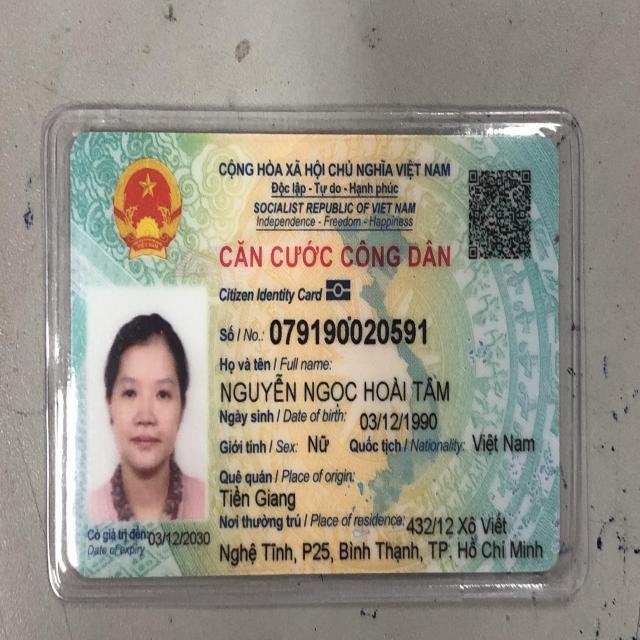 CỘNG HÒA XÃ HỘI CHỦ NGHĨA VIỆT NAM
Độc lập - Tự do - Hạnh phúc
SOCIALIST REPUBLIC OF VIET NAM
Independence - Freedom - Happiness
CĂN CƯỚC CÔNG DÂN
Citizen Identity Card
Số / No.: 079190020591
Họ và tên / Full name:
NGUYỄN NGỌC HOÀI TÂM
Ngày sinh / Date of birth: 03/12/1990
Giới tính / Sex: Nữ Quốc tịch / Nationality: Việt Nam
Quê quán / Place of origin:
Tiền Giang
Nơi thường trú / Place of residence: 432/12 Xô Viết
Nghệ Tĩnh, P25, Bình Thạnh, TP. Hồ Chí Minh
Có giá trị đến: 03/12/2030
Date of expiry
VIỆT NAM